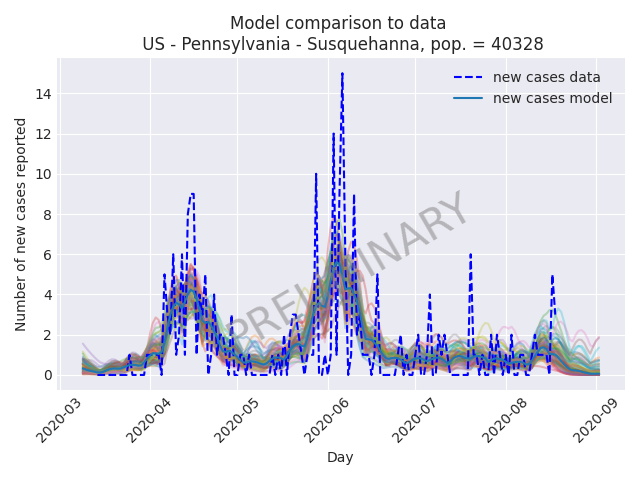 Model comparison to data
US - Pennsylvania - Susquehanna, pop. = 40328
new cases data
new cases model
PRELIMINARY
Number of new cases reported
14
12
10
8
6
4
2
0
2020-03
2020-04
2020-05
2020-06
2020-07
2020-08
2020-09
Day